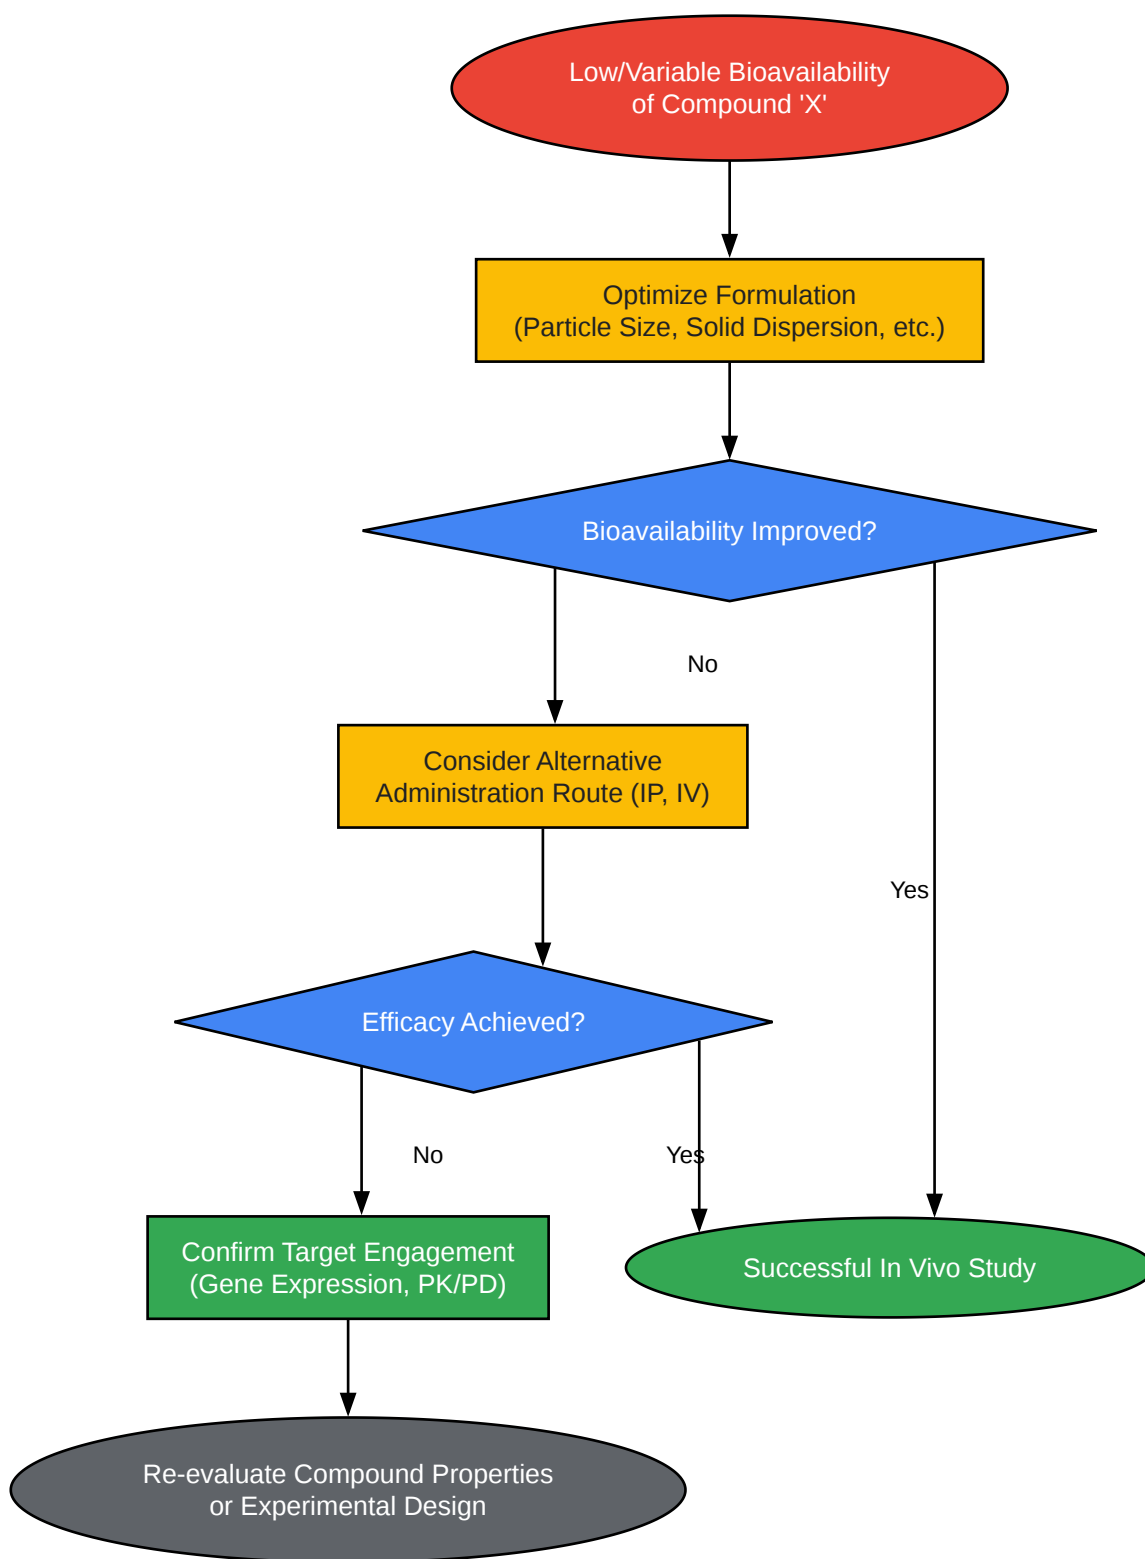 Low/Variable Bioavailability
of Compound 'X'
Optimize Formulation
(Particle Size, Solid Dispersion, etc.)
Bioavailability Improved?
No
Consider Alternative
Administration Route (IP, IV)
Yes
Efficacy Achieved?
No
Yes
Confirm Target Engagement
(Gene Expression, PK/PD)
Successful In Vivo Study
Re-evaluate Compound Properties
or Experimental Design